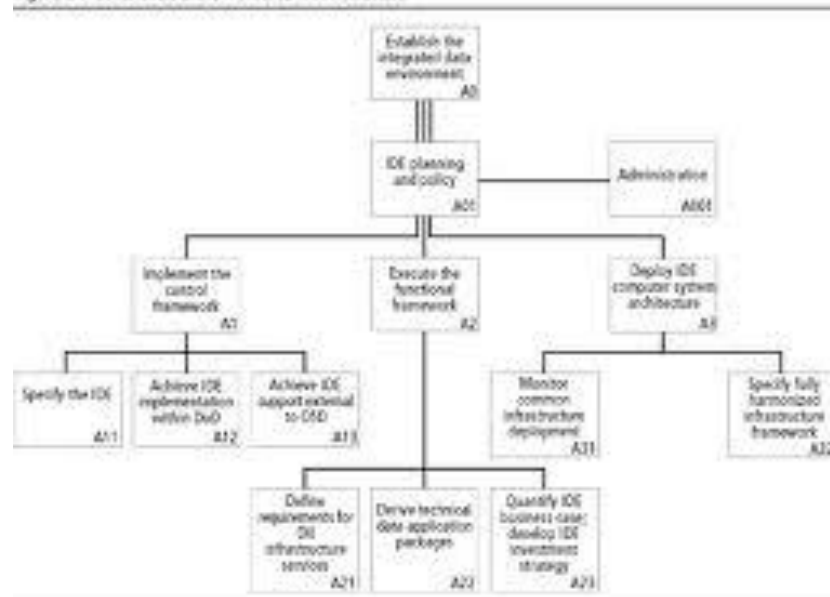 Establish the
integrated data
environment
A0
IDE planning
and policy
A01
Administration
A001
Implement the
control
framework
A1
Execute the
functional
framework
A2
Deploy IDE
computer system
architecture
A3
Specify the IDE
A11
Achieve IDE
implementation
within DoD
A12
Achieve IDE
support external
to OSD
A13
Monitor
common
infrastructure
deployment
A31
Specify fully
harmonized
infrastructure
framework
A32
Define
requirements for
infrastructure
services
A21
Derive technical
data application
packages
A22
Quantify IDE
business case;
develop IDE
investment
strategy
A23